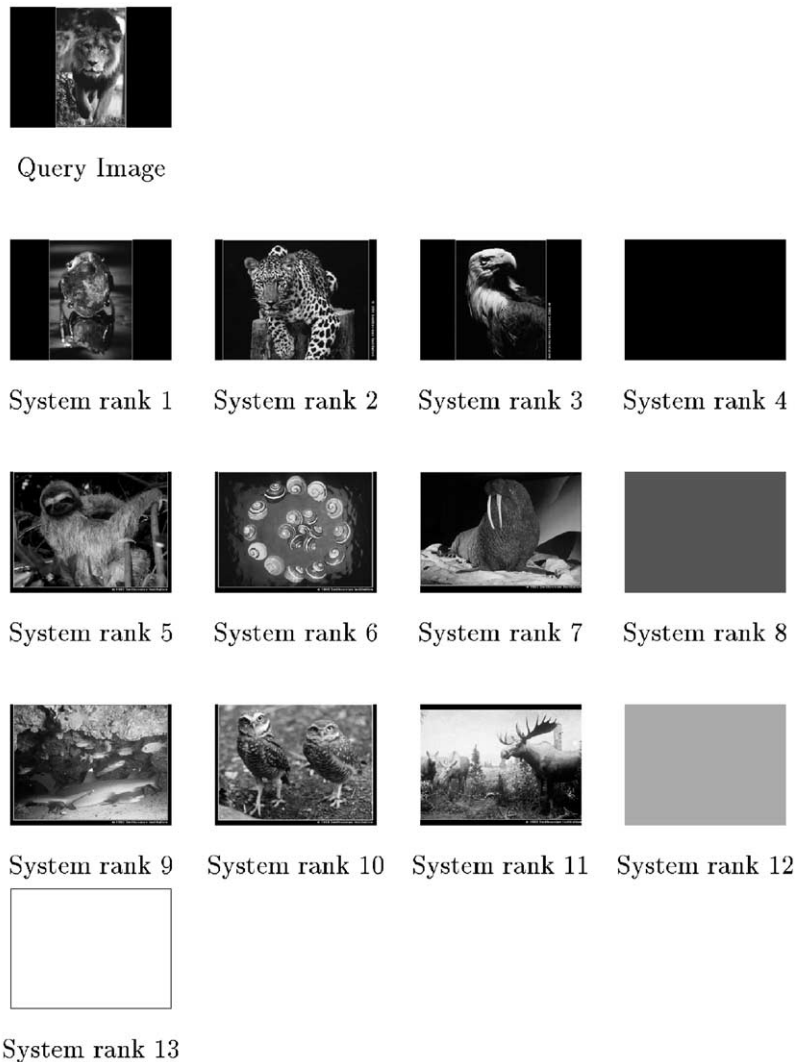 Query Image
System rank 1
System rank 2
System rank 3
System rank 4
System rank 5
System rank 6
System rank 7
System rank 8
System rank 9
System rank 10
System rank 11
System rank 12
System rank 13